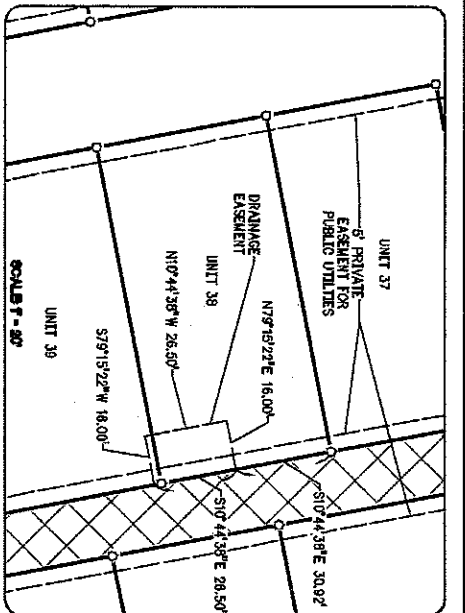 UNIT 37
6' PRIVATE
EASEMENT FOR
PUBLIC UTILTIES
S10°44'38"E 30.92'
DRAINAGE
EASEMENT
N79°15'22"E 16.00'
UNIT 38
S10°44'38"E 26.50'
N10°44'38"W 26.50'
S79°15'22"W 16.00'
UNIT 39
SCALE 1" = 20'